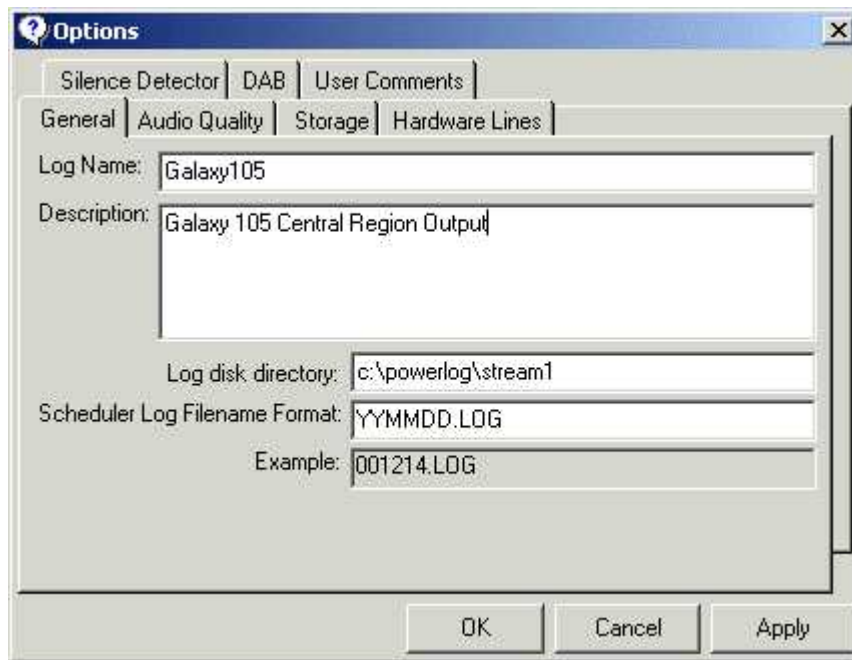 Options
Silence Detector DAB User Comments
General Audio Quality Storage Hardware Lines
Log Name: Galaxy105
Description: Galaxy 105 Central Region Output
Log disk directory: c:\powerlog\stream1
Scheduler Log Filename Format: YYMMDD.LOG
Example: 001214.LOG
OK Cancel Apply